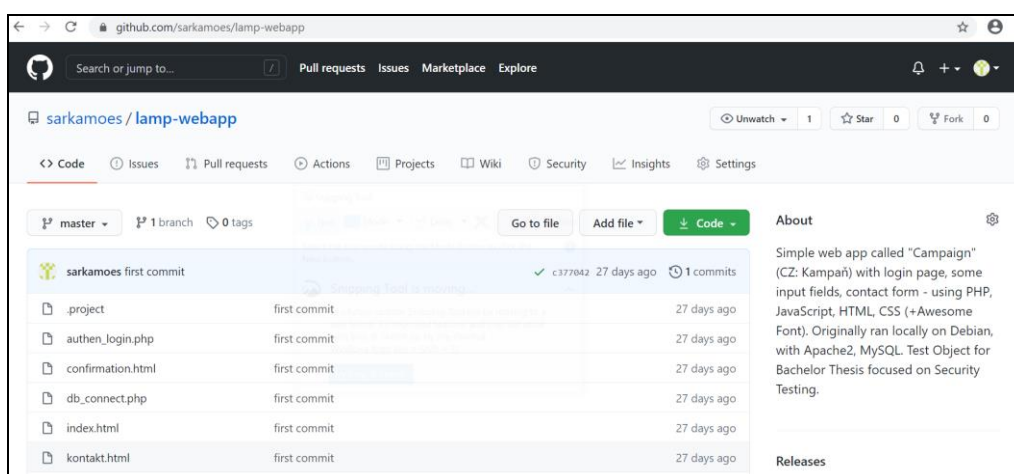 github.com/sarkamoes/lamp-webapp
Search or jump to... / Pull requests Issues Marketplace Explore
sarkamoes / lamp-webapp Unwatch 1 Star 0 Fork 0
<> Code Issues Pull requests Actions Projects Wiki Security Insights Settings
master 1 branch 0 tags Go to file Add file Code
About
Simple web app called "Campaign"
(CZ: Kampaň) with login page, some
input fields, contact form - using PHP,
JavaScript, HTML, CSS (+Awesome
Font). Originally ran locally on Debian,
with Apache2, MySQL. Test Object for
Bachelor Thesis focused on Security
Testing.
sarkamoes first commit c377042 27 days ago 1 commits
.project first commit 27 days ago
authen_login.php first commit 27 days ago
confirmation.html first commit 27 days ago
db_connect.php first commit 27 days ago
index.html first commit 27 days ago
kontakt.html first commit 27 days ago
Releases
Snipping Tool is moving...